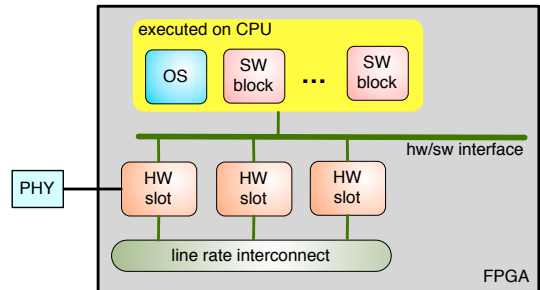 executed on CPU
OS
SW
block
...
SW
block
hw/sw interface
PHY
HW
slot
HW
slot
HW
slot
line rate interconnect
FPGA